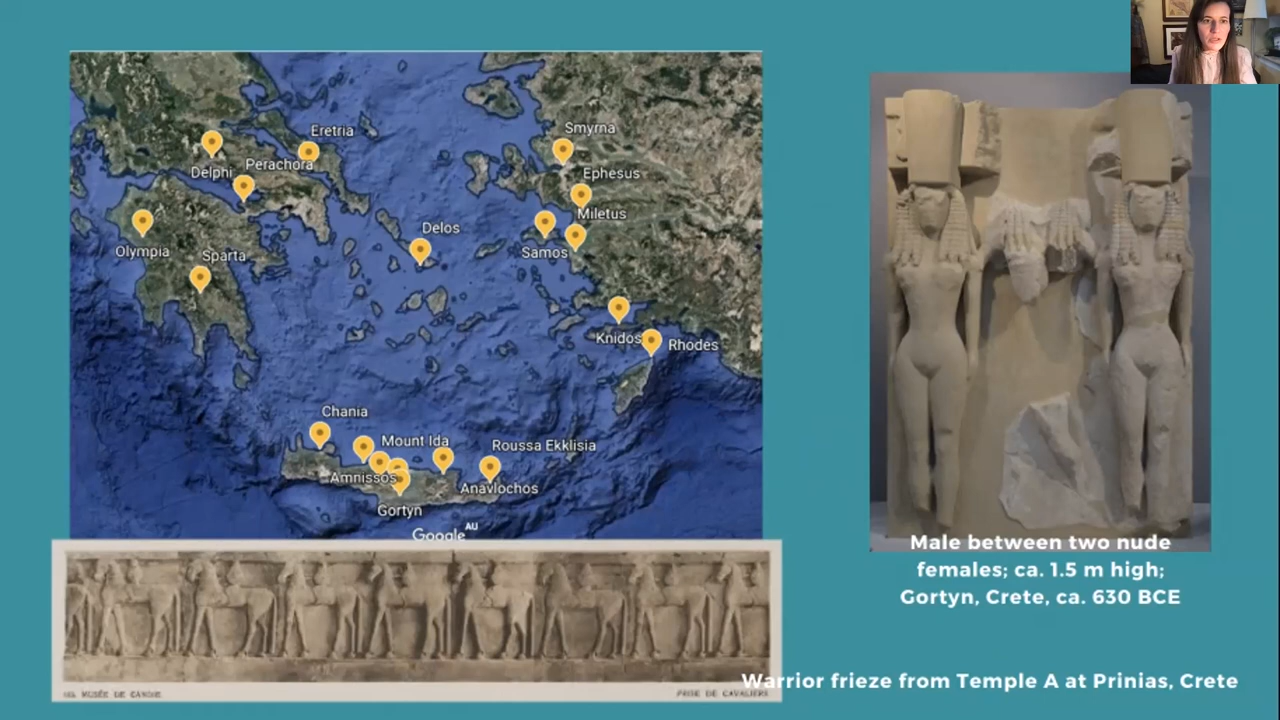 Eretria
Smyrna
Delphi
Perachora
Ephesus
Miletus
Olympia
Sparta
Delos
Samos
Knidos
Rhodes
Chania
Mount Ida
Roussa Ekklisia
Amnissos
Anavlochos
Gortyn
Google
AU
Male between two nude
females; ca. 1.5 m high;
Gortyn, Crete, ca. 630 BCE
MUSÉE DE CANDIE
FRISE DE CAVALIERS
Warrior frieze from Temple A at Prinias, Crete